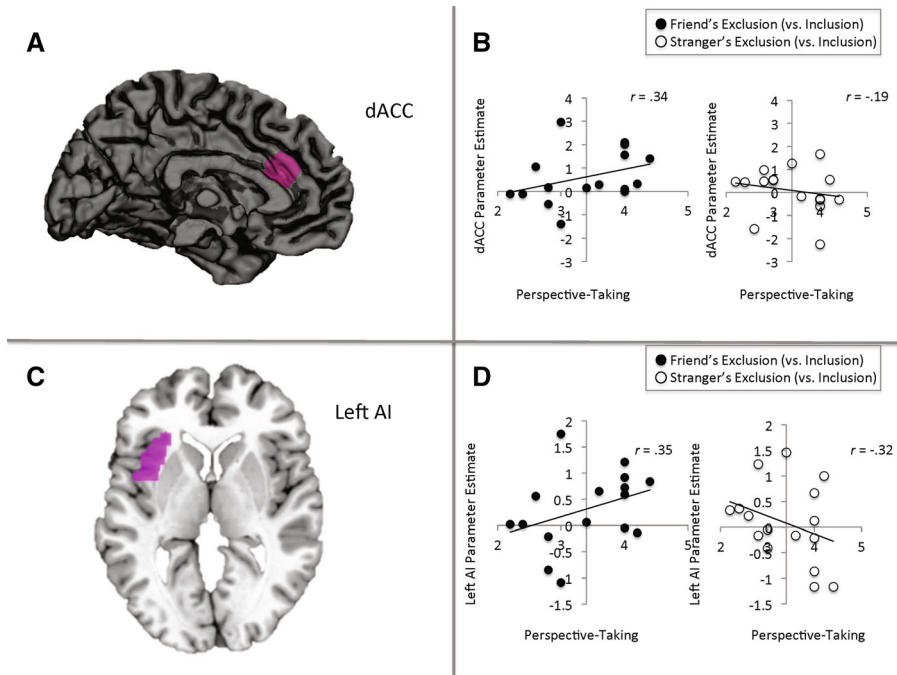 A
dACC
B
Friend's Exclusion (vs. Inclusion)
Stranger's Exclusion (vs. Inclusion)
r = .34
dACC Parameter Estimate
4
3
2
1
0
-1
-2
-3
2
3
4
5
Perspective-Taking
r = -.19
dACC Parameter Estimate
4
3
2
1
0
-1
-2
-3
2
3
4
5
Perspective-Taking
C
Left AI
D
Friend's Exclusion (vs. Inclusion)
Stranger's Exclusion (vs. Inclusion)
r = .35
Left AI Parameter Estimate
2
1.5
1
0.5
0
-0.5
-1
-1.5
2
3
4
5
Perspective-Taking
r = -.32
Left AI Parameter Estimate
2
1.5
1
0.5
0
-0.5
-1
-1.5
2
3
4
5
Perspective-Taking